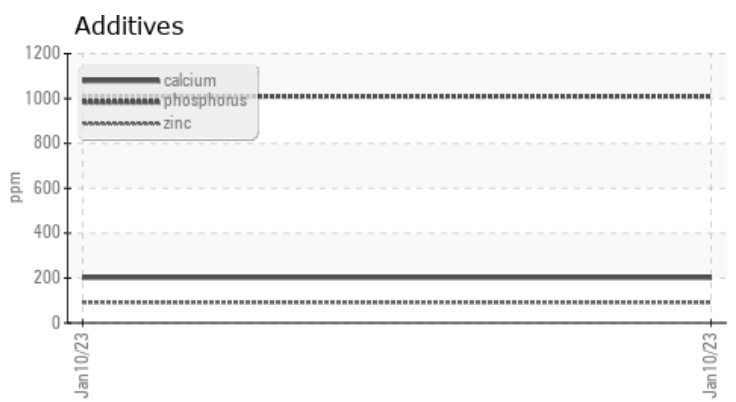 Additives
1200
1000
800
600
400
200
0
ppm
calcium
phosphorus
zinc
Jan10/23
Jan10/23